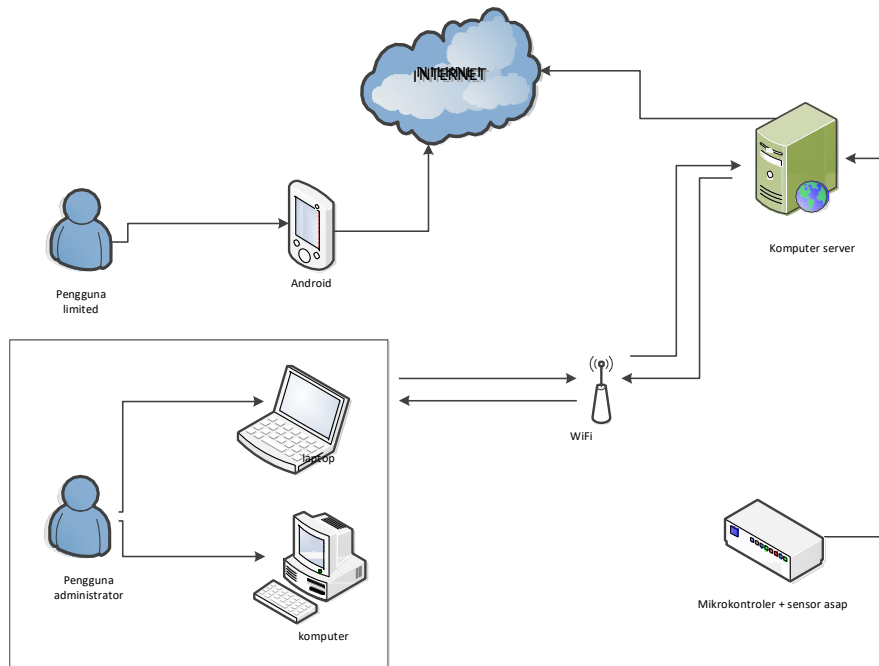 INTERNET
Komputer server
Android
Pengguna
limited
WiFi
laptop
Pengguna
administrator
Mikrokontroler + sensor asap
komputer